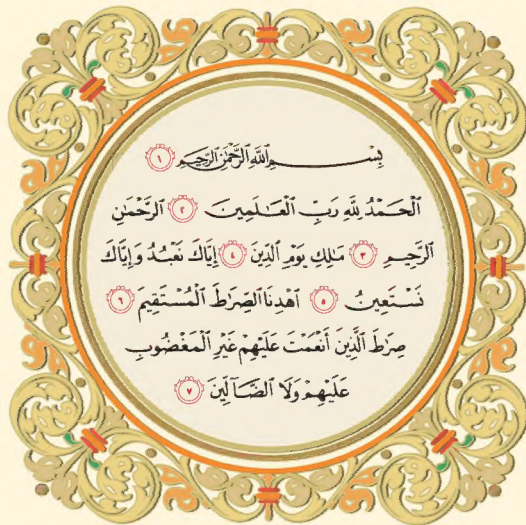 بِسْمِ ٱللَّهِ ٱلرَّحْمَٰنِ ٱلرَّحِيمِ ١
ٱلْحَمْدُ لِلَّهِ رَبِّ ٱلْعَٰلَمِينَ ٢ ٱلرَّحْمَٰنِ
ٱلرَّحِيمِ ٣ مَٰلِكِ يَوْمِ ٱلدِّينِ ٤ إِيَّاكَ نَعْبُدُ وَإِيَّاكَ
نَسْتَعِينُ ٥ ٱهْدِنَا ٱلصِّرَٰطَ ٱلْمُسْتَقِيمَ ٦
صِرَٰطَ ٱلَّذِينَ أَنْعَمْتَ عَلَيْهِمْ غَيْرِ ٱلْمَغْضُوبِ
عَلَيْهِمْ وَلَا ٱلضَّآلِّينَ ٧